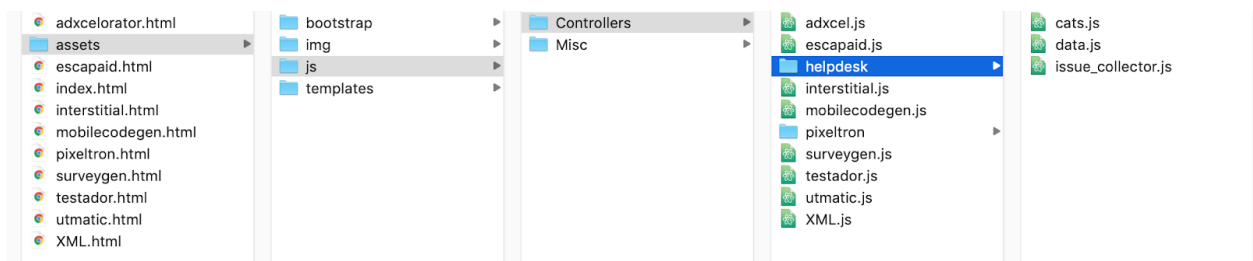 adxcelorator.html
assets
escapaid.html
index.html
interstitial.html
mobilecodegen.html
pixeltron.html
surveygen.html
testador.html
utmatic.html
XML.html
bootstrap
img
js
templates
Controllers
Misc
adxcel.js
escapaid.js
helpdesk
interstitial.js
mobilecodegen.js
pixeltron
surveygen.js
testador.js
utmatic.js
XML.js
cats.js
data.js
issue_collector.js